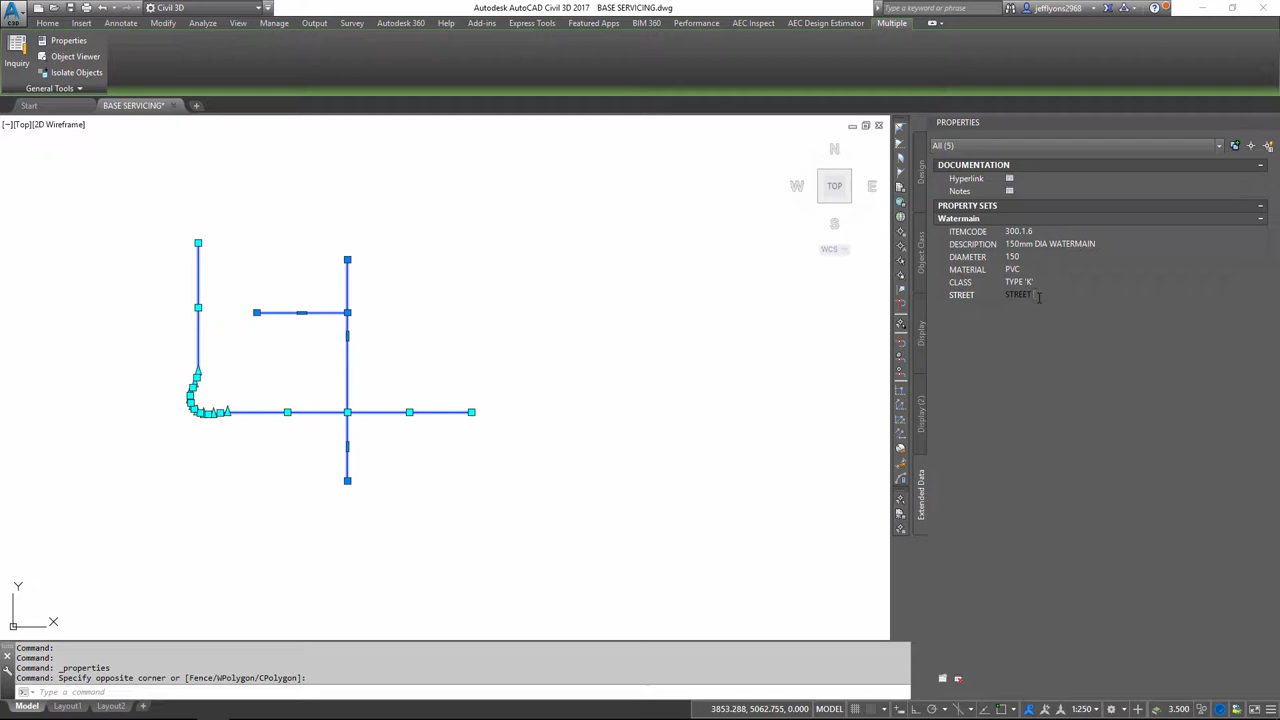 C3D
Civil 3D
Autodesk AutoCAD Civil 3D 2017 BASE SERVICING.dwg
Type a keyword or phrase
jefflyons2968
Home Insert Annotate Modify Analyze View Manage Output Survey Autodesk 360 Help Add-ins Express Tools Featured Apps BIM 360 Performance AEC Inspect AEC Design Estimator Multiple
Inquiry
Properties
Object Viewer
Isolate Objects
General Tools
Start
BASE SERVICING*
[−][Top][2D Wireframe]
N
W
TOP
E
S
WCS
Design
Object Class
Display
Display (2)
Extended Data
PROPERTIES
All (5)
DOCUMENTATION
Hyperlink
Notes
PROPERTY SETS
Watermain
ITEMCODE 300.1.6
DESCRIPTION 150mm DIA WATERMAIN
DIAMETER 150
MATERIAL PVC
CLASS TYPE 'K'
STREET STREET
Y
X
Command:
Command:
Command: _properties
Command: Specify opposite corner or [Fence/WPolygon/CPolygon]:
Type a command
Model Layout1 Layout2
3853.288, 5062.755, 0.000 MODEL
1:250
3.500